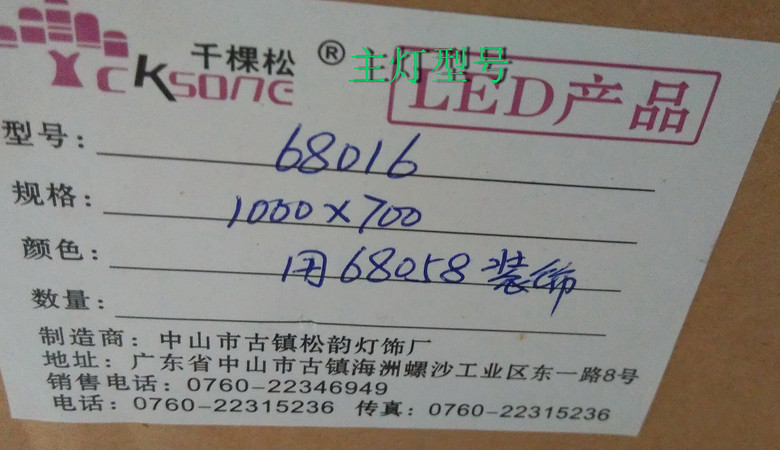 千棵松 ® 主灯型号
YCKSONG LED产品
型号: 68016
规格: 1000×700
颜色: 用68058装饰
数量:
制造商: 中山市古镇松韵灯饰厂
地址: 广东省中山市古镇海洲螺沙工业区东一路8号
销售电话: 0760-22346949
电话: 0760-22315236 传真: 0760-22315236